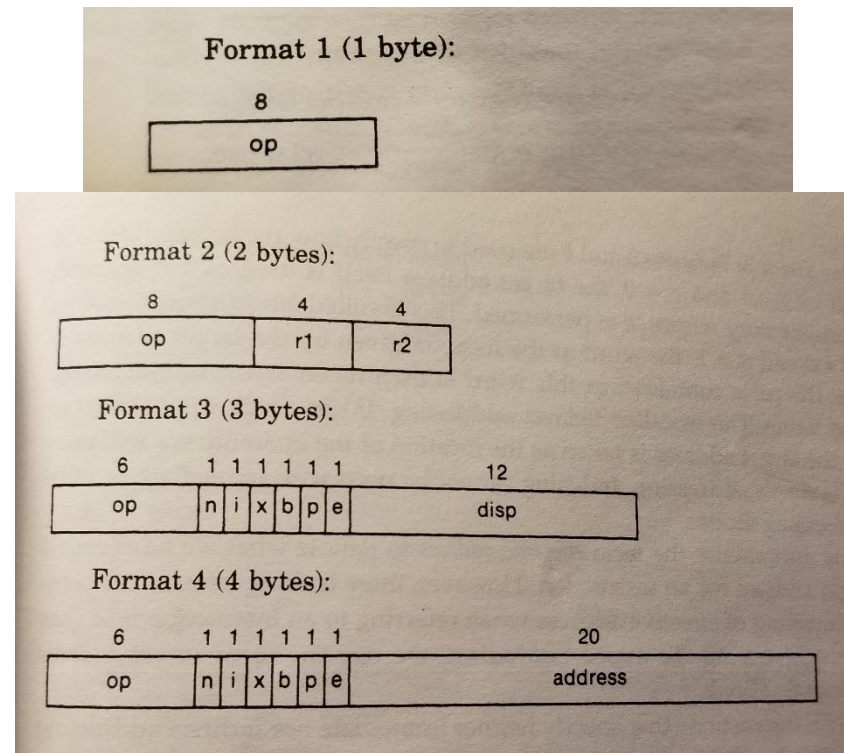 Format 1 (1 byte):
8
op
Format 2 (2 bytes):
8 4 4
op r1 r2
Format 3 (3 bytes):
6 1 1 1 1 1 1 12
op n i x b p e disp
Format 4 (4 bytes):
6 1 1 1 1 1 1 20
op n i x b p e address